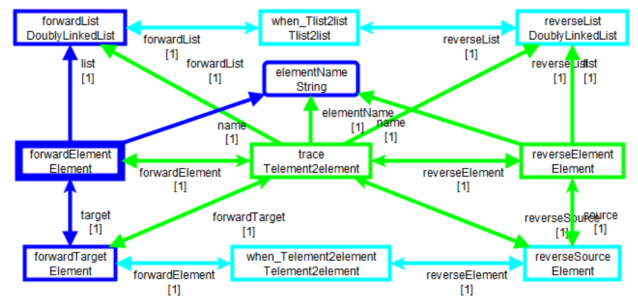 forwardList
DoublyLinkedList
when_Tlist2list
Tlist2list
reverseList
DoublyLinkedList
forwardList
[1]
reverseList
[1]
list
[1]
forwardList
[1]
elementName
String
reverseList
[1]
list
[1]
elementName
[1]
name
[1]
name
[1]
forwardElement
Element
trace
Telement2element
reverseElement
Element
forwardElement
[1]
reverseElement
[1]
target
[1]
forwardTarget
[1]
reverseSource
[1]
source
[1]
forwardTarget
Element
when_Telement2element
Telement2element
reverseSource
Element
forwardElement
[1]
reverseElement
[1]